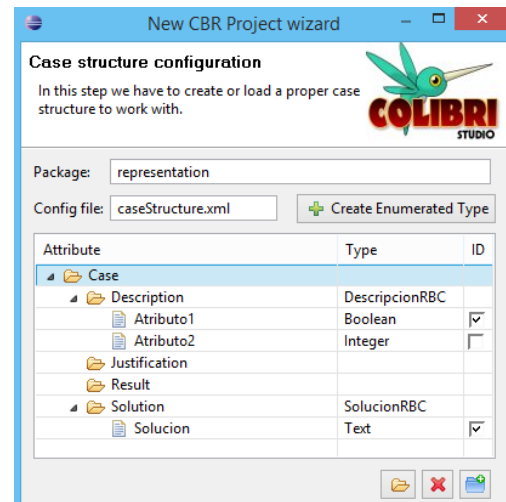 New CBR Project wizard
Case structure configuration
In this step we have to create or load a proper case
structure to work with.
COLIBRI
STUDIO
Package: representation
Config file: caseStructure.xml Create Enumerated Type
Attribute Type ID
Case
Description DescripcionRBC
Atributo1 Boolean
Atributo2 Integer
Justification
Result
Solution SolucionRBC
Solucion Text